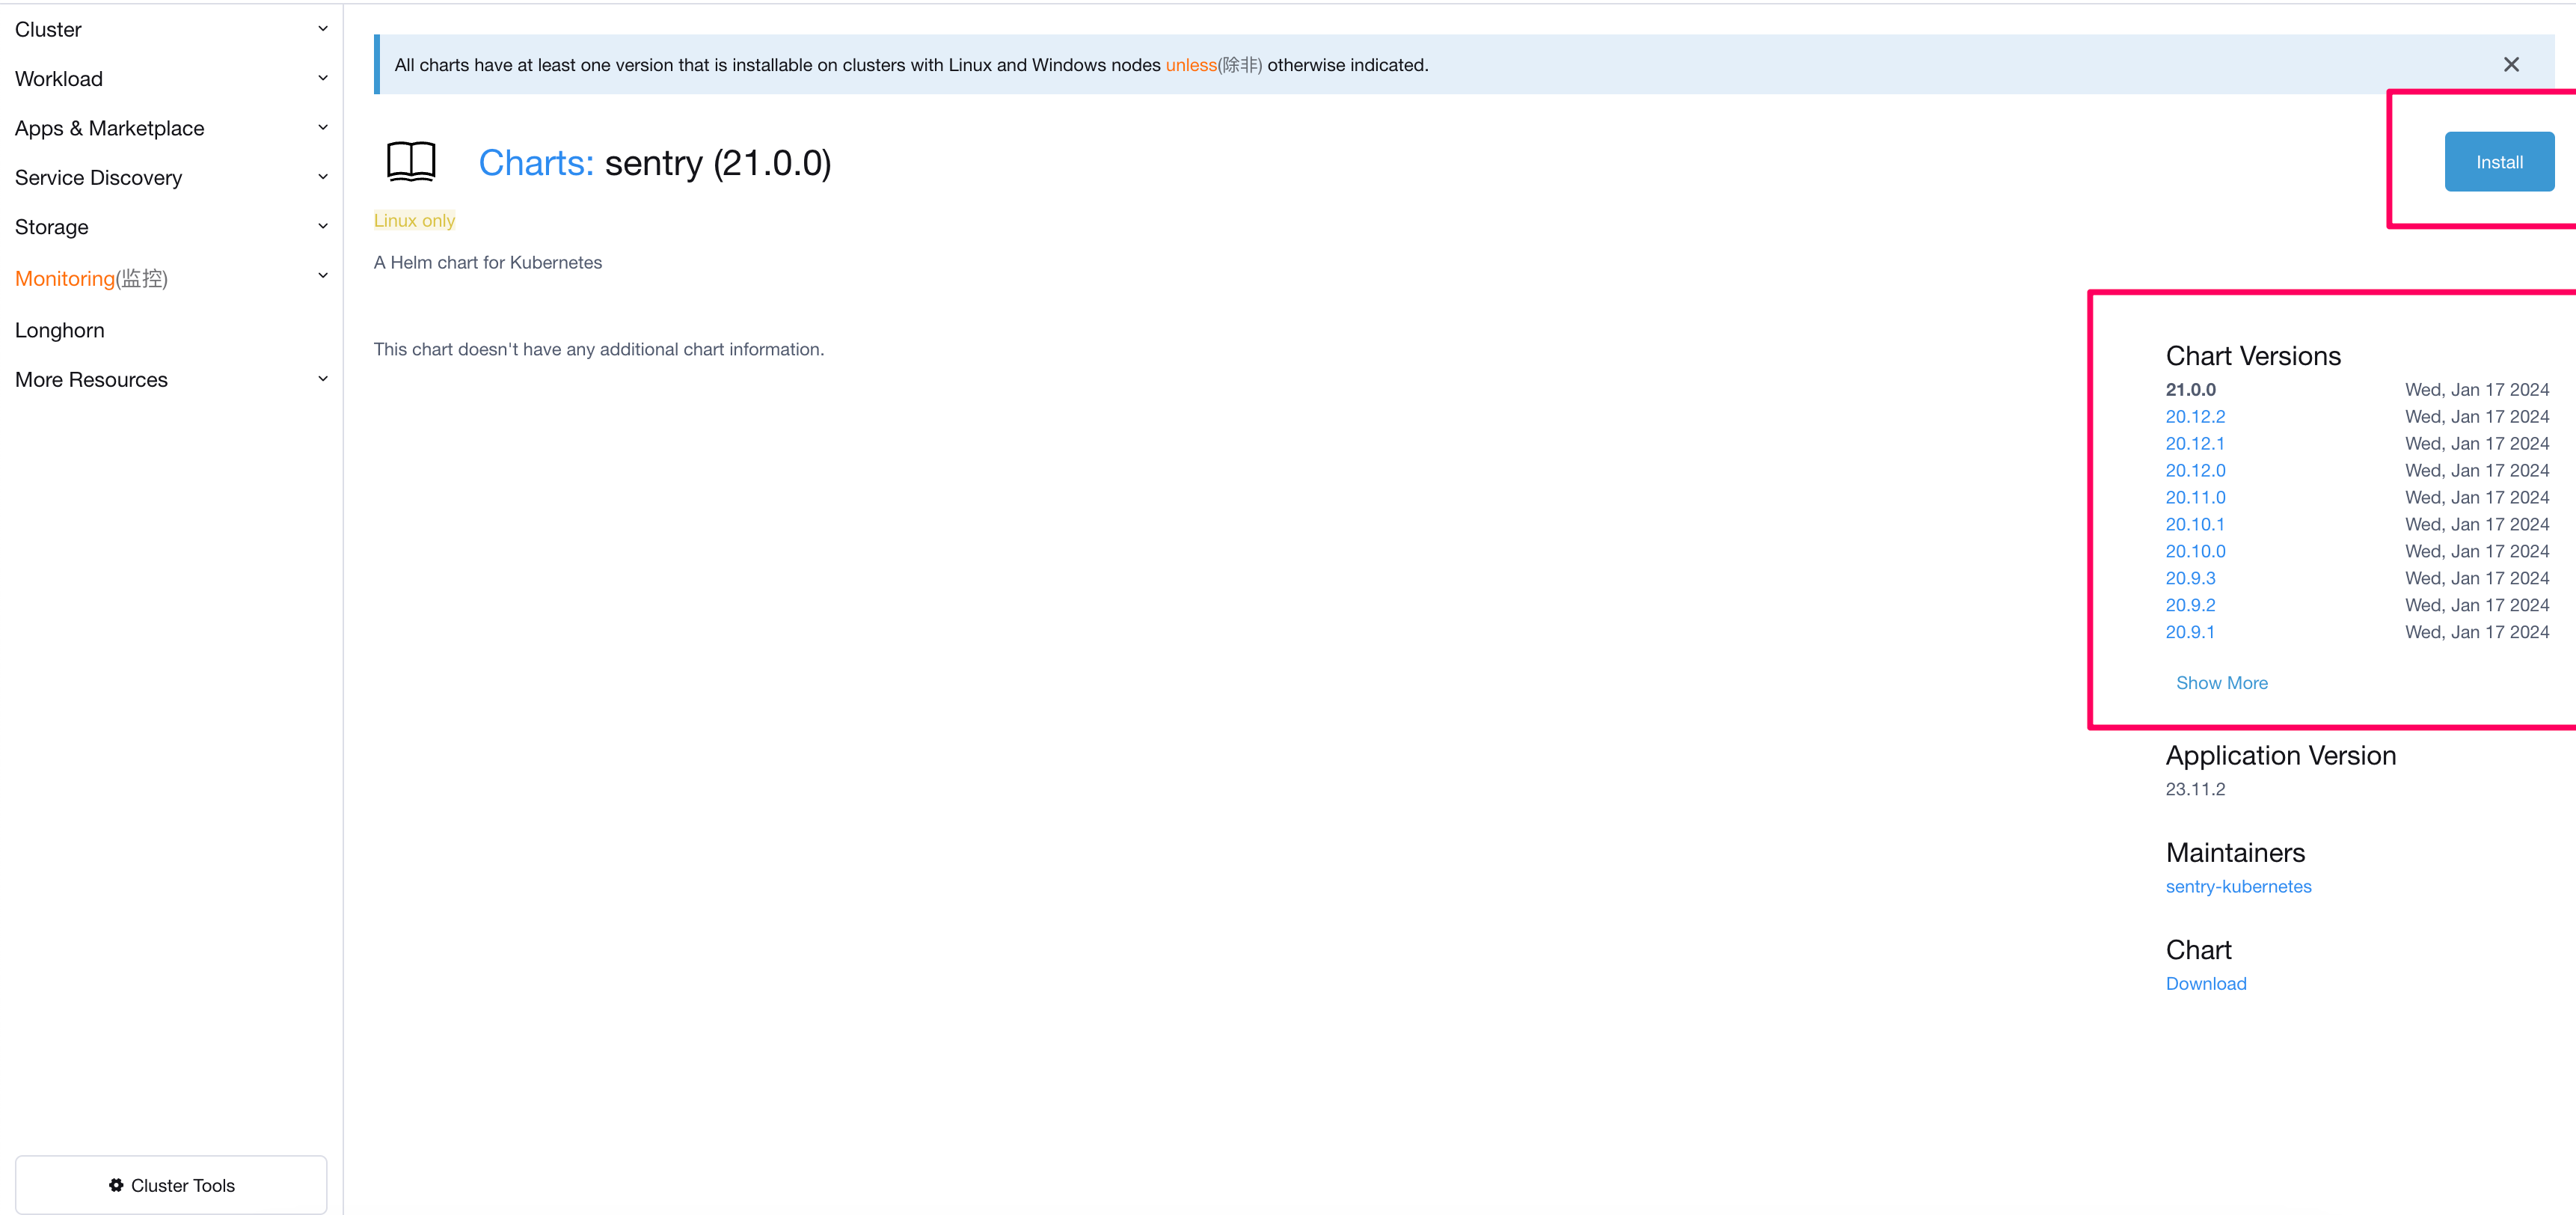 Cluster
Workload
Apps & Marketplace
Service Discovery
Storage
Monitoring(监控)
Longhorn
More Resources
Cluster Tools
All charts have at least one version that is installable on clusters with Linux and Windows nodes unless(除非) otherwise indicated.
Charts: sentry (21.0.0)
Install
Linux only
A Helm chart for Kubernetes
This chart doesn't have any additional chart information.
Chart Versions
21.0.0 Wed, Jan 17 2024
20.12.2 Wed, Jan 17 2024
20.12.1 Wed, Jan 17 2024
20.12.0 Wed, Jan 17 2024
20.11.0 Wed, Jan 17 2024
20.10.1 Wed, Jan 17 2024
20.10.0 Wed, Jan 17 2024
20.9.3 Wed, Jan 17 2024
20.9.2 Wed, Jan 17 2024
20.9.1 Wed, Jan 17 2024
Show More
Application Version
23.11.2
Maintainers
sentry-kubernetes
Chart
Download